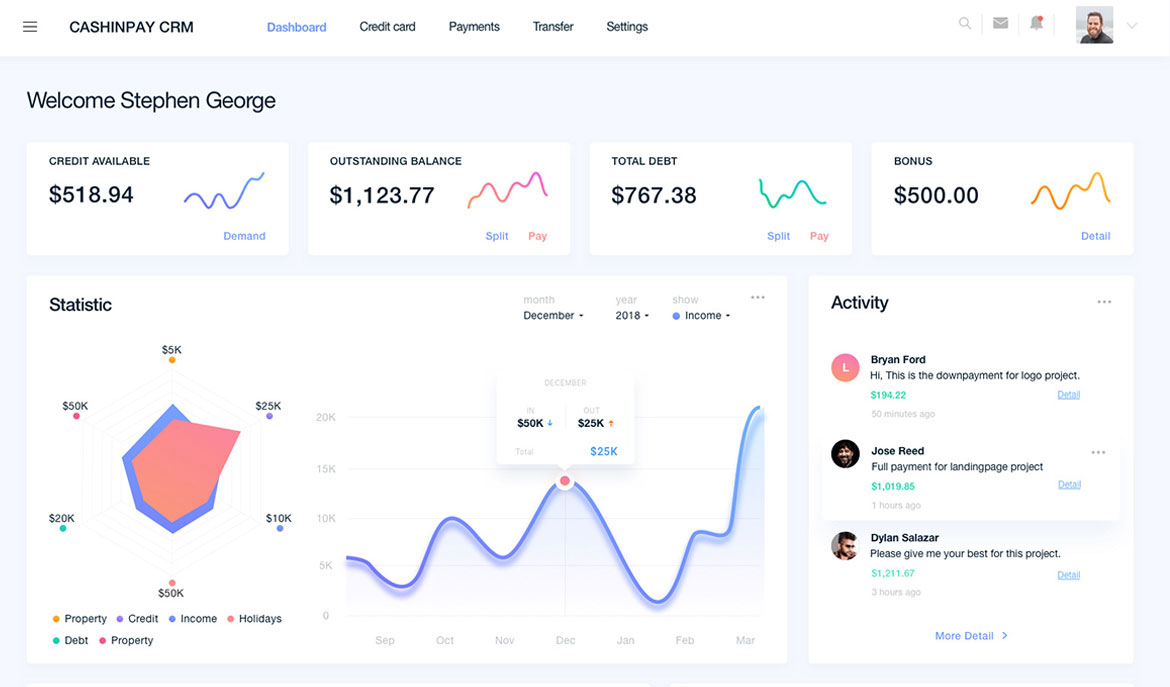 CASHINPAY CRM
Dashboard Credit card Payments Transfer Settings
Welcome Stephen George
CREDIT AVAILABLE
$518.94
Demand
OUTSTANDING BALANCE
$1,123.77
Split Pay
TOTAL DEBT
$767.38
Split Pay
BONUS
$500.00
Detail
Statistic
month year show
December 2018 Income
$5K
$50K $25K
$20K $10K
$50K
Property Credit Income Holidays
Debt Property
DECEMBER
IN OUT
$50K $25K
Total $25K
20K
15K
10K
5K
0
Sep Oct Nov Dec Jan Feb Mar
Activity
L
Bryan Ford
Hi, This is the downpayment for logo project.
$194.22 Detail
50 minutes ago
Jose Reed
Full payment for landingpage project
$1,019.85 Detail
1 hours ago
Dylan Salazar
Please give me your best for this project.
$1,211.67 Detail
3 hours ago
More Detail